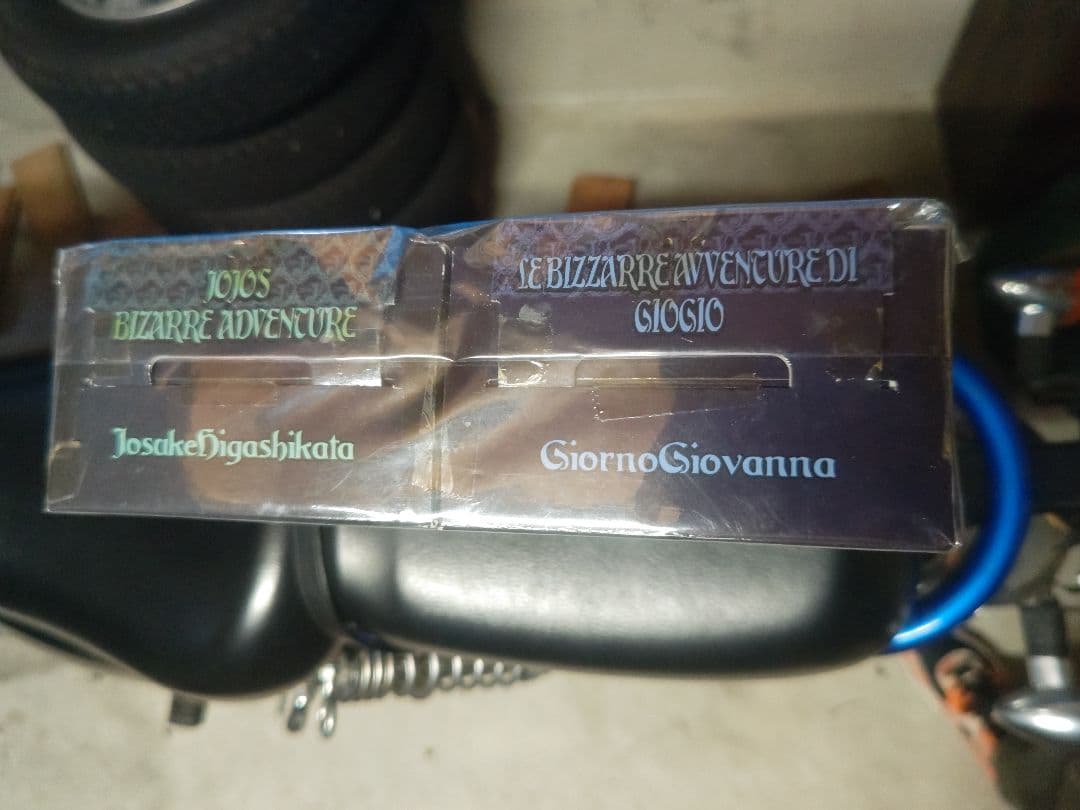 JOJOS
BIZARRE ADVENTURE
JosakeHigashikata
LE BIZZARRE AVVENTURE DI
GIOGIO
GiornoGiovanna